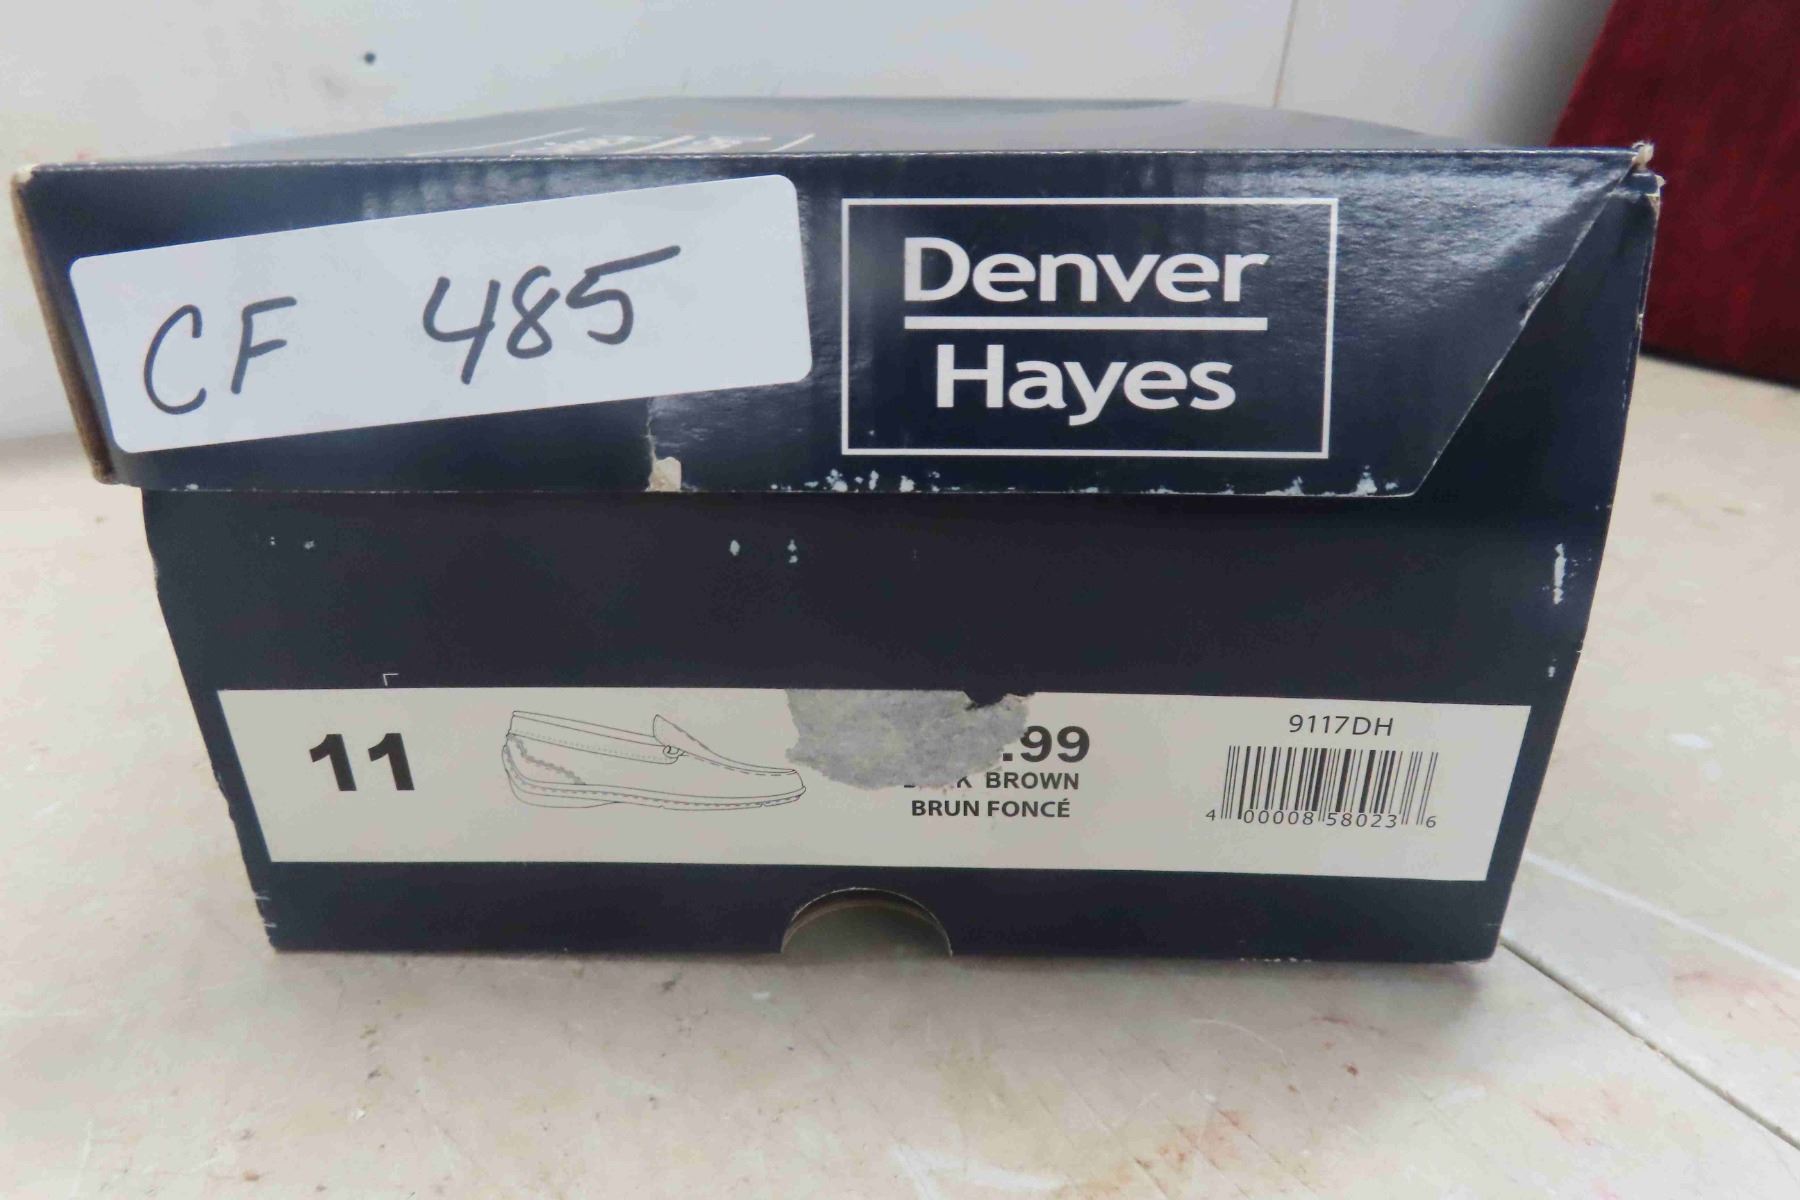 CF 485
Denver
Hayes
11
.99
BROWN
BRUN FONCÉ
9117DH
4 00008 58023 6